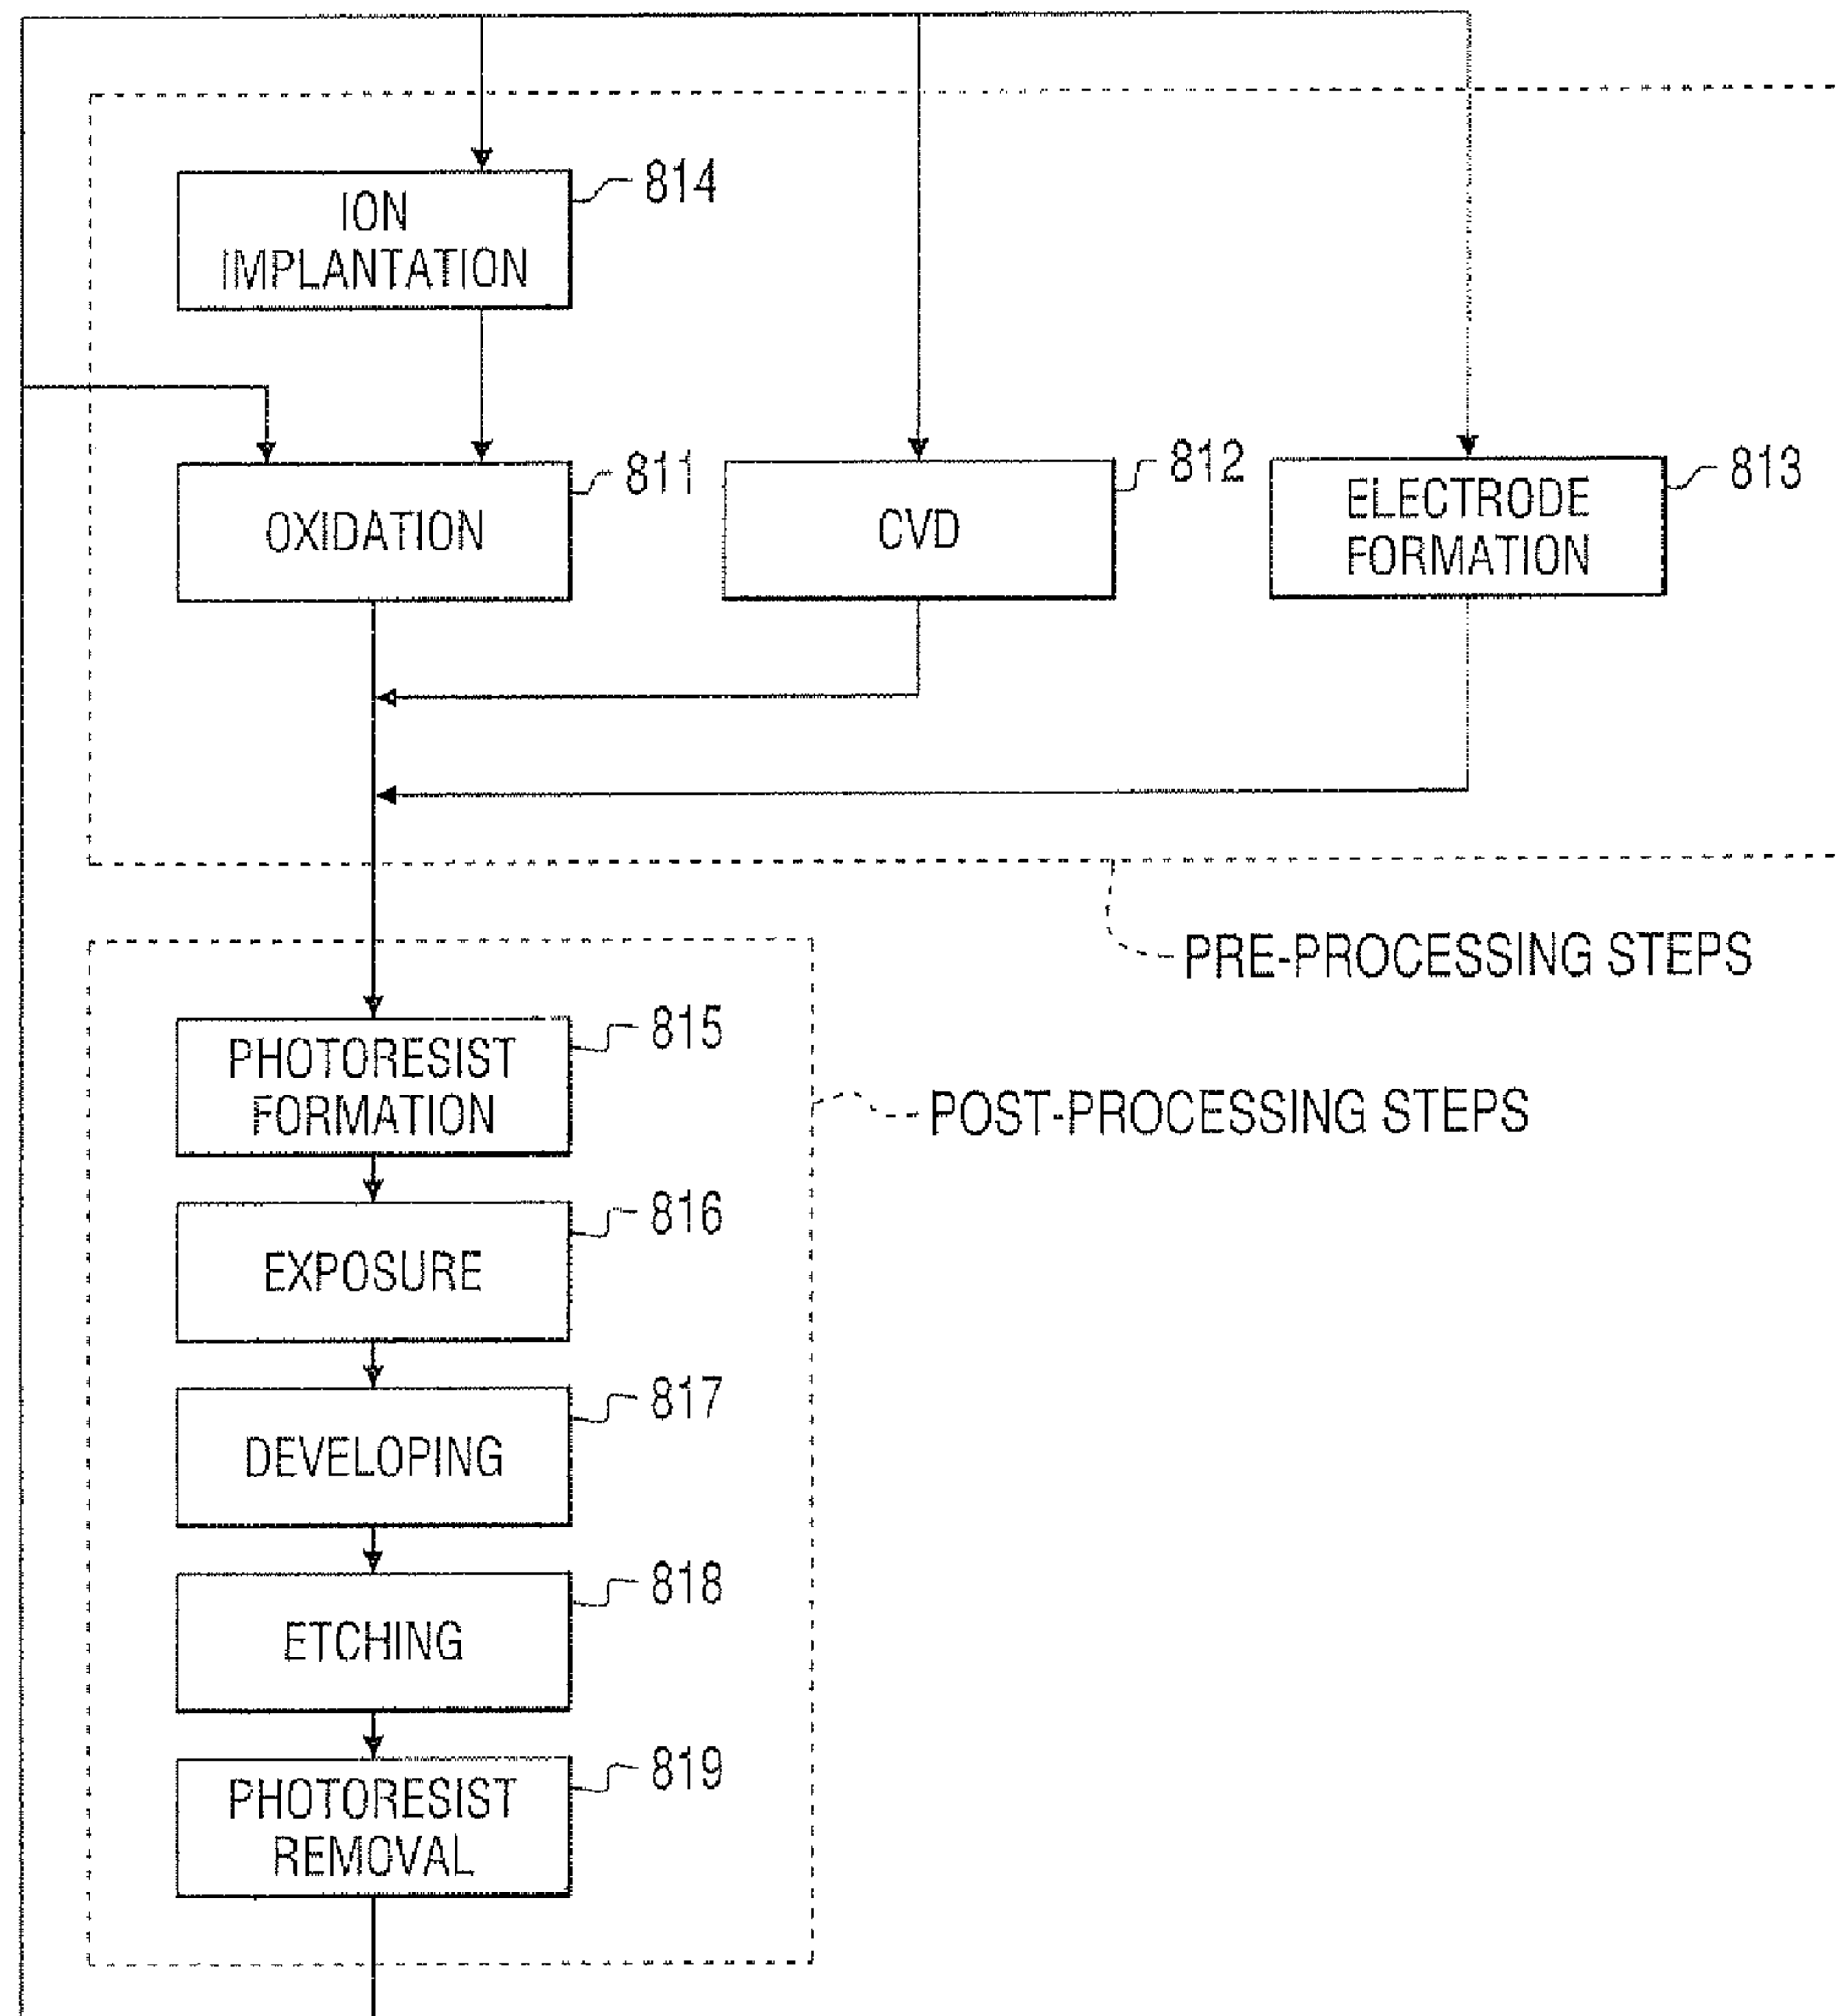 ION
IMPLANTATION
814
OXIDATION
811
CVD
812
ELECTRODE
FORMATION
813
PRE-PROCESSING STEPS
PHOTORESIST
FORMATION
815
POST-PROCESSING STEPS
EXPOSURE
816
DEVELOPING
817
ETCHING
818
PHOTORESIST
REMOVAL
819